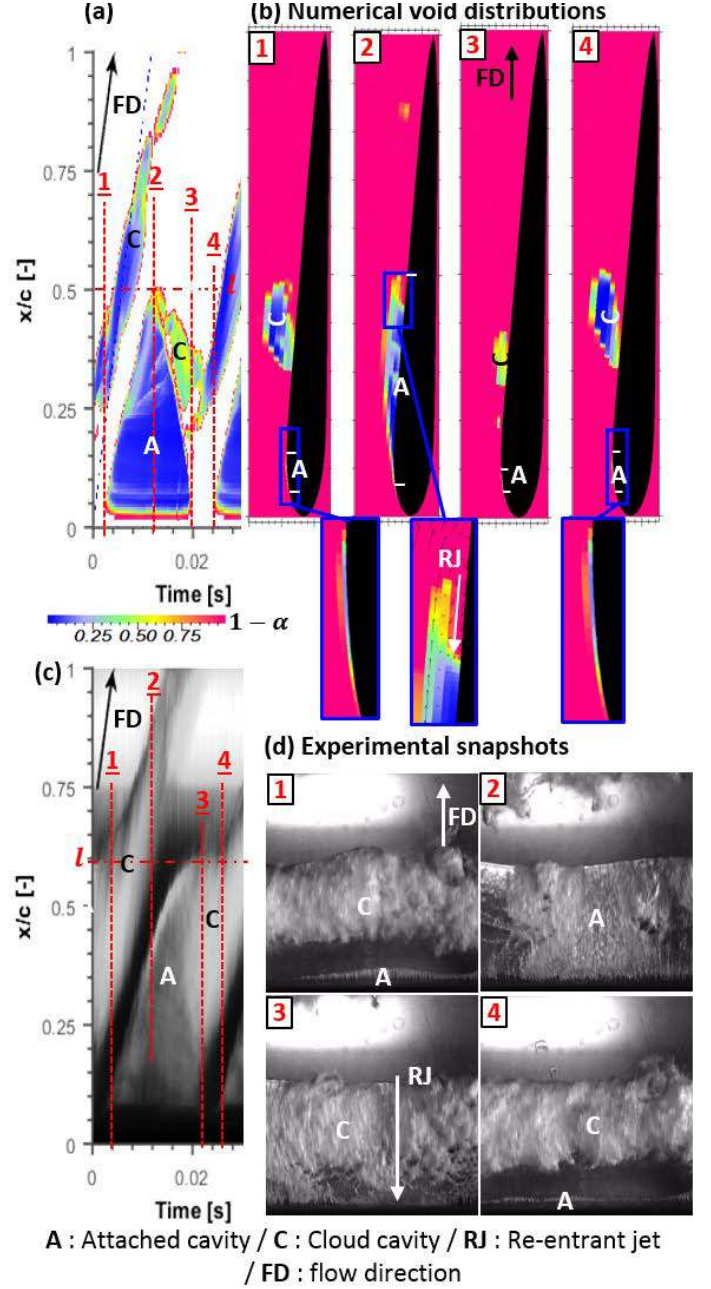 (a)
(b) Numerical void distributions
FD
1
2
3
4
C
C
A
l
x/c [-]
1
0.75
0.5
0.25
0
0
0.02
Time [s]
0.25 0.50 0.75 1 − α
1
2
3
4
FD
C
A
A
C
A
C
A
RJ
(c)
FD
1
2
3
4
l
C
C
A
x/c [-]
1
0.75
0.5
0.25
0
0
0.02
Time [s]
(d) Experimental snapshots
1
FD
C
A
2
A
3
RJ
C
4
C
A
A : Attached cavity / C : Cloud cavity / RJ : Re-entrant jet
/ FD : flow direction